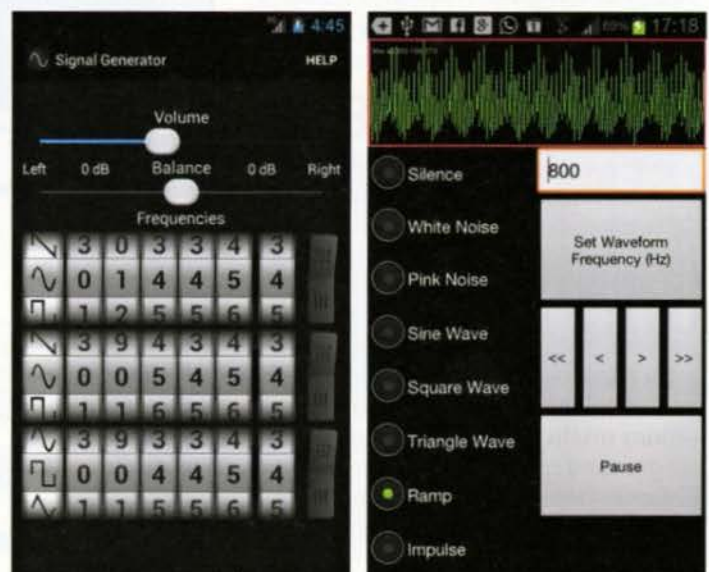 4:45
Signal Generator HELP
Volume
Left 0 dB Balance 0 dB Right
Frequencies
3 0 3 3 4 3
0 1 4 4 5 4
1 2 5 5 6 5
3 9 4 3 4 3
0 0 5 4 5 4
1 1 5 6 5
3 9 3 3 4 3
0 0 4 4 5 4
1 1 5 5 6 5
69% 17:18
Silence
White Noise
Pink Noise
Sine Wave
Square Wave
Triangle Wave
Ramp
Impulse
800
Set Waveform
Frequency (Hz)
<< < > >>
Pause